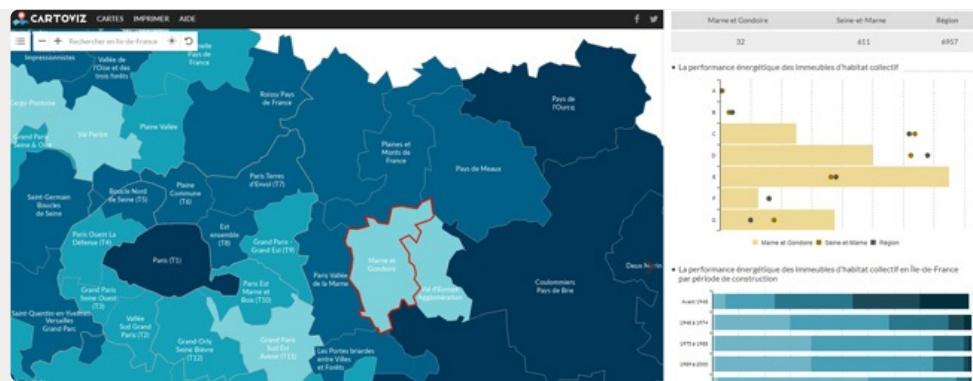 CARTOVIZ CARTES IMPRIMER AIDE
Rechercher en Île-de-France
Impressionnistes
Vallée de
l'Oise et des
trois forêts
Pays de
France
Roissy Pays
de France
Cergy-Pontoise
Val Parisis
Plaine Vallée
Grand Paris
Seine & Oise
Pays de
l'Ourcq
Plaines et
Monts de
France
Pays de Meaux
Saint-Germain
Boucles
de Seine
Boucle Nord
de Seine (T5)
Plaine
Commune
(T6)
Paris Terres
d'Envol (T7)
Paris Ouest La
Défense (T4)
Est
ensemble
(T8)
Grand Paris -
Grand Est (T9)
Paris (T1)
Marne et
Gondoire
Paris Vallée
de la Marne
Val d'Europe
Agglomération
Coulommiers
Pays de Brie
Deux Morin
Grand Paris
Seine Ouest
(T3)
Paris Est
Marne et
Bois (T10)
Saint-Quentin-en-Yvelines
Versailles
Grand Parc
Vallée
Sud Grand
Paris (T2)
Grand-Orly
Seine Bièvre
(T12)
Grand Paris
Sud Est
Avenir (T11)
Les Portes briardes
entre Villes
et Forêts
Marne et Gondoire Seine-et-Marne Région
32 611 6957
La performance énergétique des immeubles d'habitat collectif
A
B
C
D
E
F
G
Marne et Gondoire Seine-et-Marne Région
La performance énergétique des immeubles d'habitat collectif en Île-de-France
par période de construction
Avant 1948
1948 à 1974
1975 à 1988
1989 à 2000